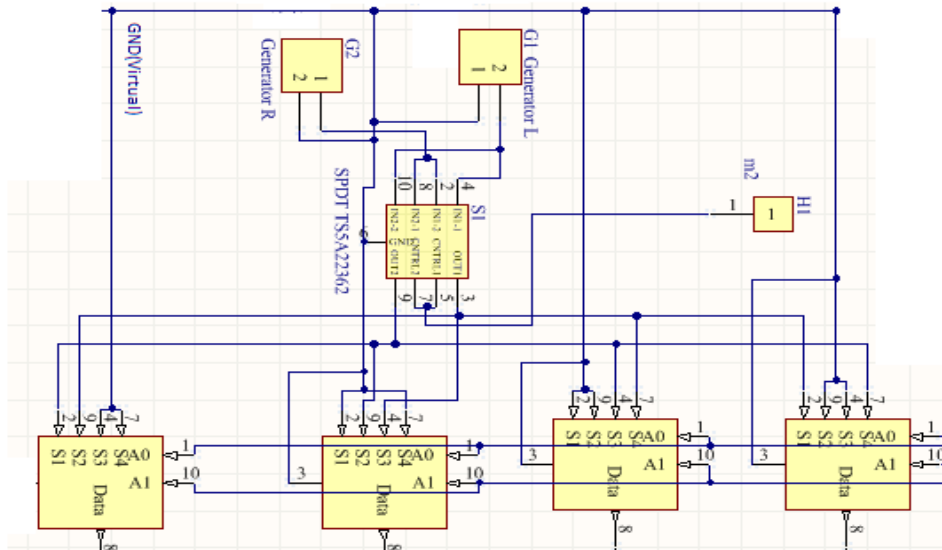 GND(Virtual)
Generator R
G2
2
1
G1 Generator L
1
2
m2
1
1
H1
SPDT TS5A22362
S1
10
8
2
4
IN2-2
IN2-1
IN1-2
IN1-1
GND
OUT2
CNTRL2
CNTRL1
OUT1
9
7
5
3
2
9
4
7
S1
S2
S3
S4
A0
1
A1
10
Data
8
2
9
4
7
S1
S2
S3
S4
A0
1
A1
10
3
Data
8
2
9
4
7
S1
S2
S3
S4
A0
1
A1
10
3
Data
8
2
9
4
7
S1
S2
S3
S4
A0
1
A1
10
3
Data
8